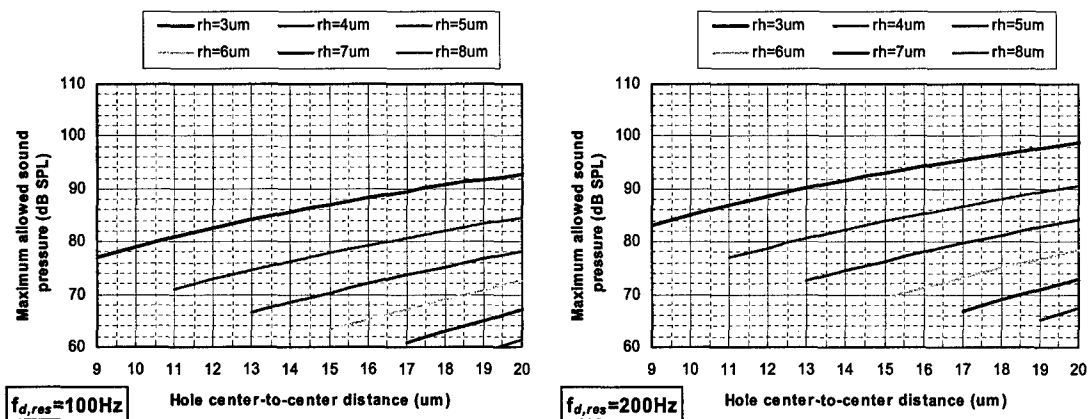 rh=3um rh=4um rh=5um
rh=6um rh=7um rh=8um
110
100
90
80
70
60
Maximum allowed sound
pressure (dB SPL)
9 10 11 12 13 14 15 16 17 18 19 20
Hole center-to-center distance (um)
fd,res=100Hz
rh=3um rh=4um rh=5um
rh=6um rh=7um rh=8um
110
100
90
80
70
60
Maximum allowed sound
pressure (dB SPL)
9 10 11 12 13 14 15 16 17 18 19 20
Hole center-to-center distance (um)
fd,res=200Hz